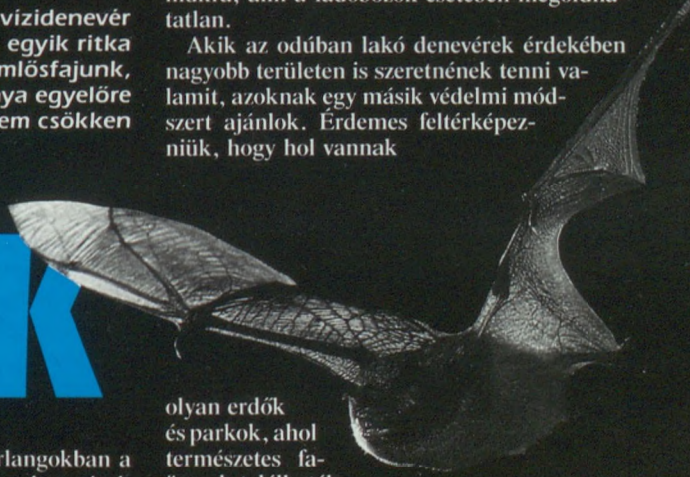 vízidenevér
egyik ritka
mlősfajunk,
ya egyelőre
em csökken
K
rlangokban a
tatlan.
Akik az odúban lakó denevérek érdekében
nagyobb területen is szeretnének tenni va-
lamit, azoknak egy másik védelmi mód-
szert ajánlok. Érdemes feltérképez-
niük, hogy hol vannak
olyan erdők
és parkok, ahol
természetes fa-